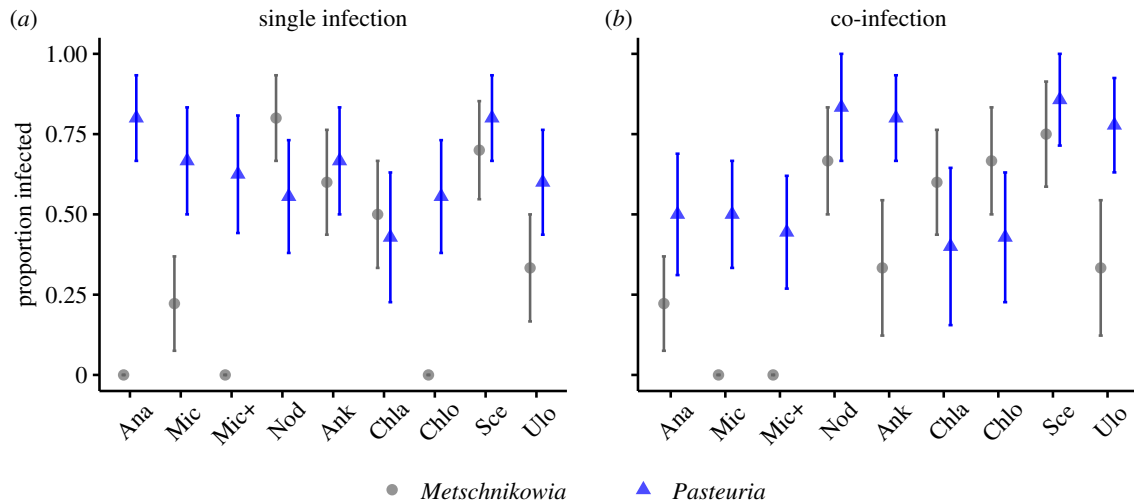 (a) single infection
(b) co-infection
proportion infected
1.00
0.75
0.50
0.25
0
Ana Mic Mic+ Nod Ank Chla Chlo Sce Ulo
Ana Mic Mic+ Nod Ank Chla Chlo Sce Ulo
Metschnikowia Pasteuria